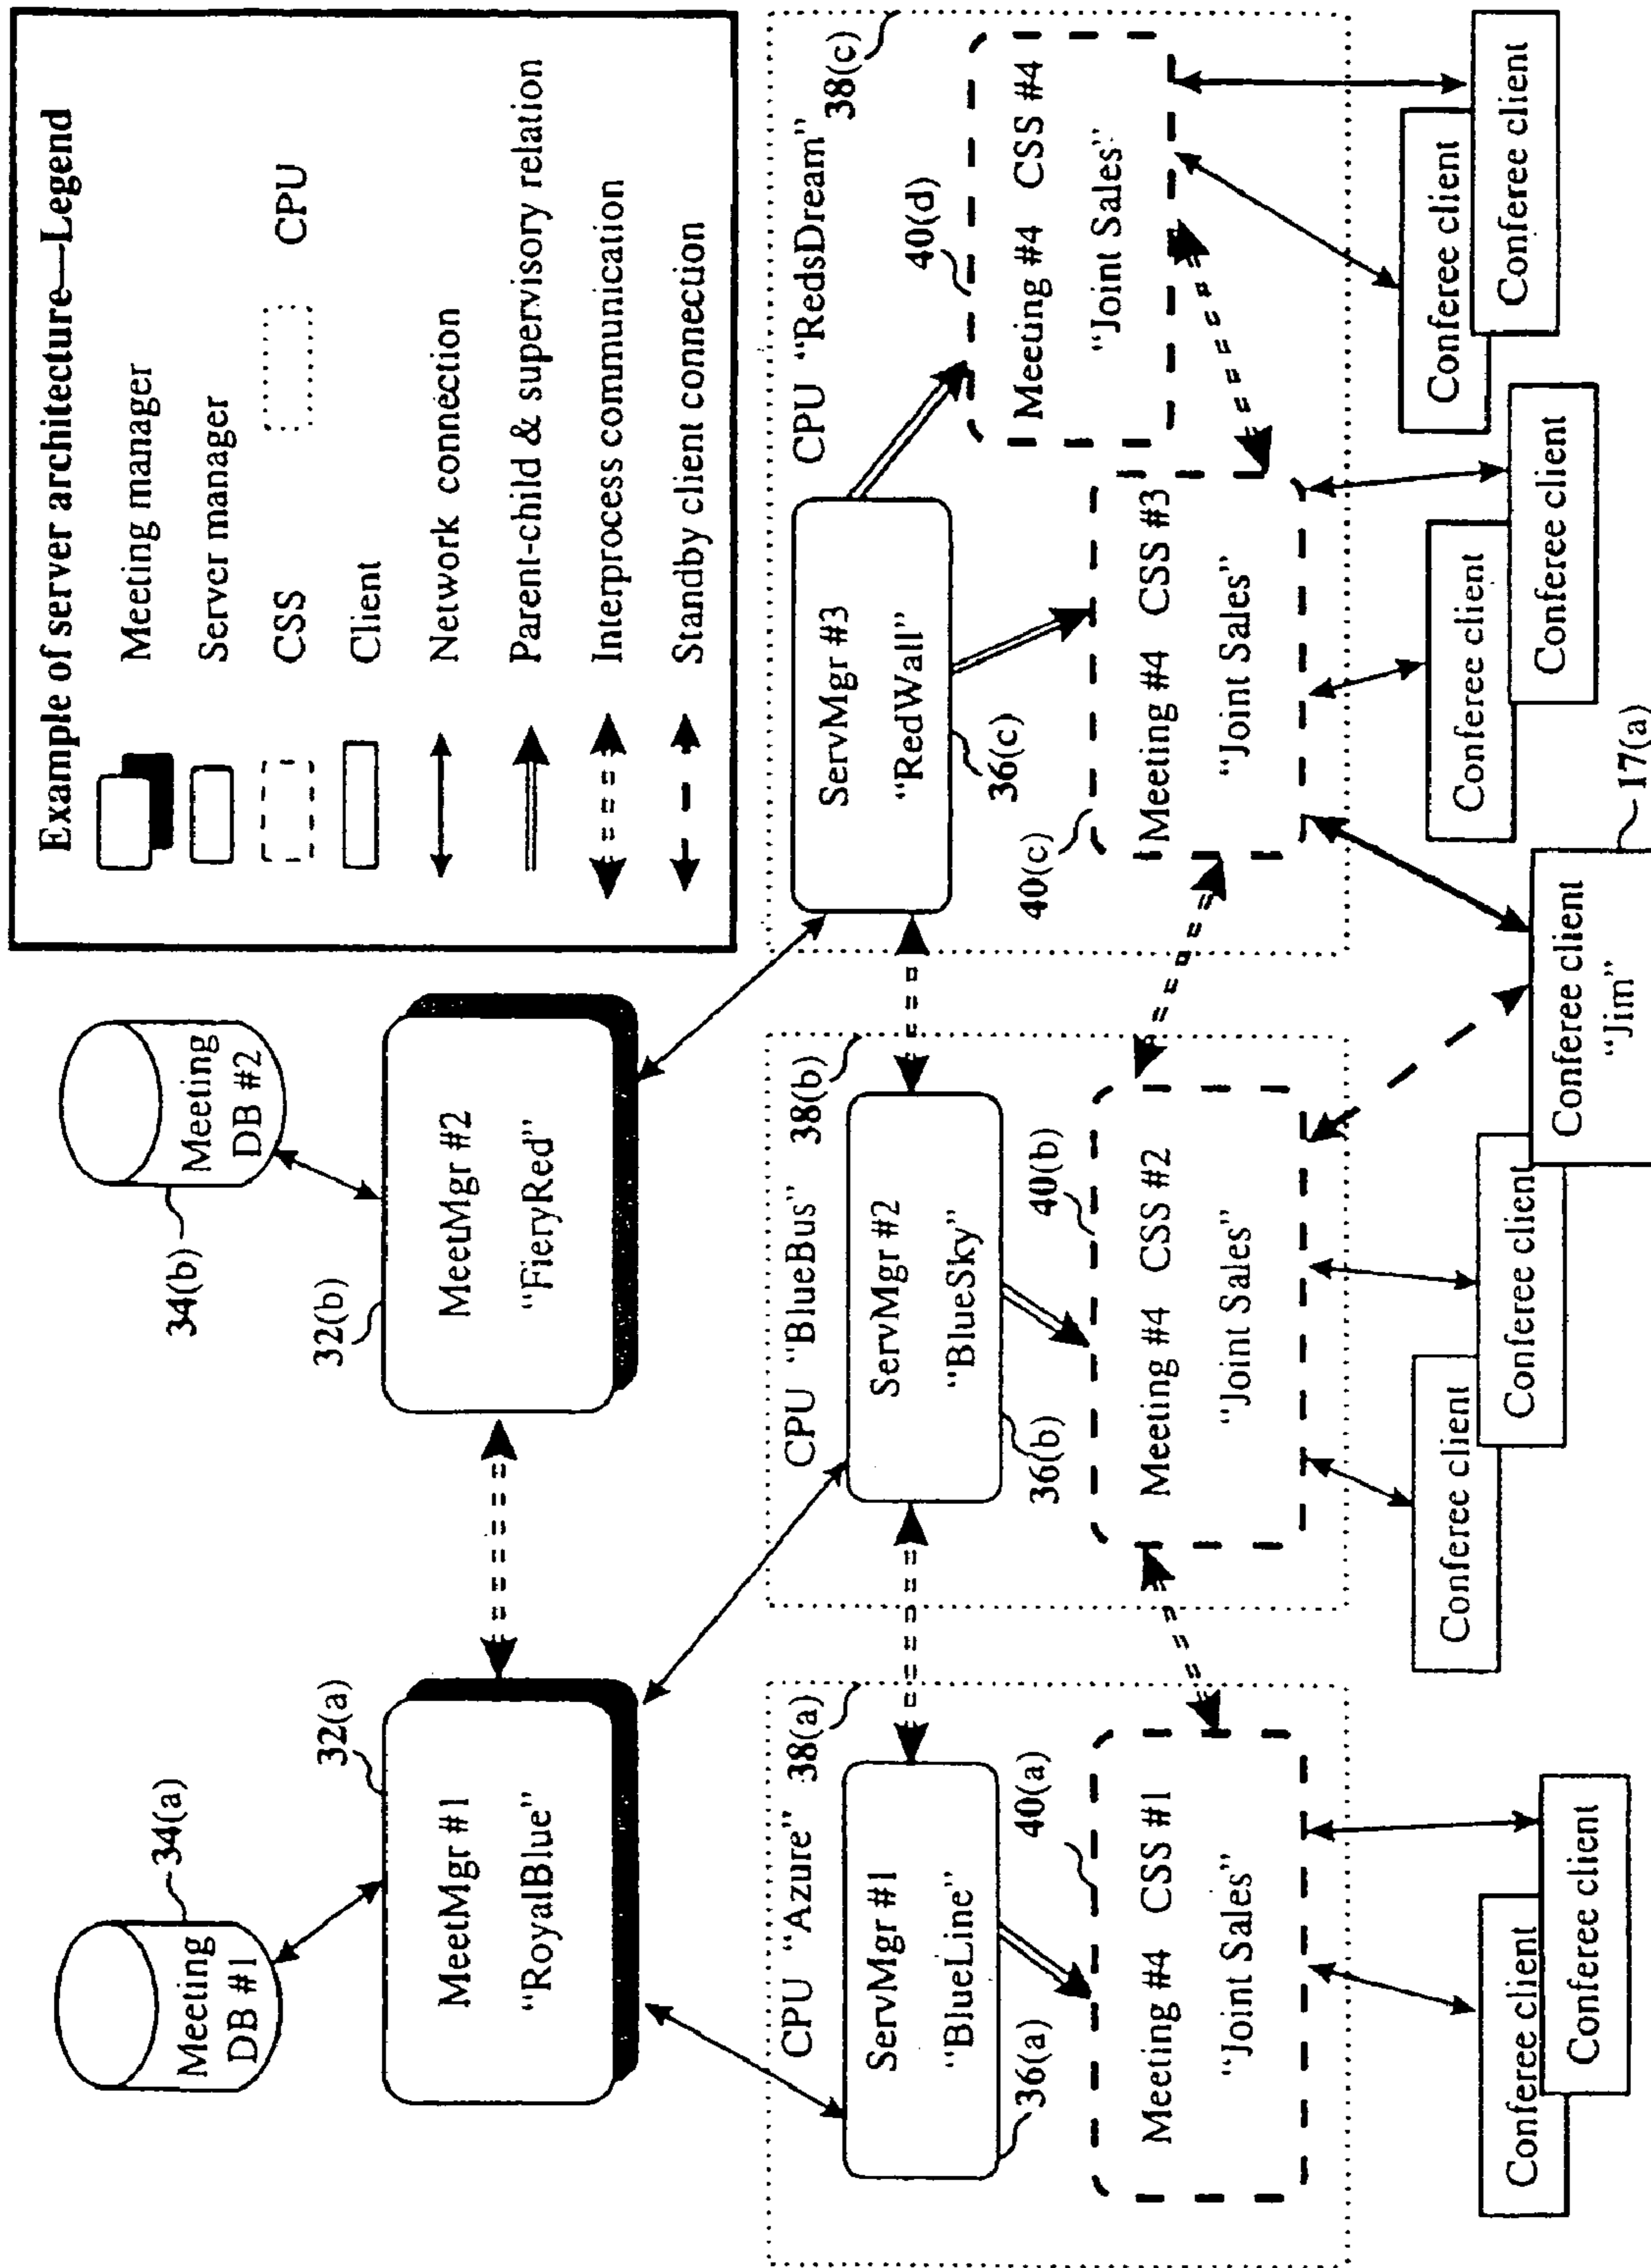 Example of server architecture—Legend
Meeting manager
Server manager
CSS
CPU
Client
Network connection
Parent-child & supervisory relation
Interprocess communication
Standby client connection
34(a)
Meeting
DB #1
34(b)
Meeting
DB #2
32(a)
MeetMgr #1
“RoyalBlue”
32(b)
MeetMgr #2
“FieryRed”
CPU “Azure”
38(a)
ServMgr #1
“BlueLine”
36(a)
40(a)
Meeting #4 CSS #1
“Joint Sales”
Conferee client
Conferee client
CPU “BlueBus”
38(b)
ServMgr #2
“BlueSky”
36(b)
40(b)
Meeting #4 CSS #2
“Joint Sales”
Conferee client
Conferee client
Conferee client
“Jim”
17(a)
CPU “RedsDream”
38(c)
ServMgr #3
“RedWall”
36(c)
40(c)
Meeting #4 CSS #3
“Joint Sales”
40(d)
Meeting #4 CSS #4
“Joint Sales”
Conferee client
Conferee client
Conferee client
Conferee client